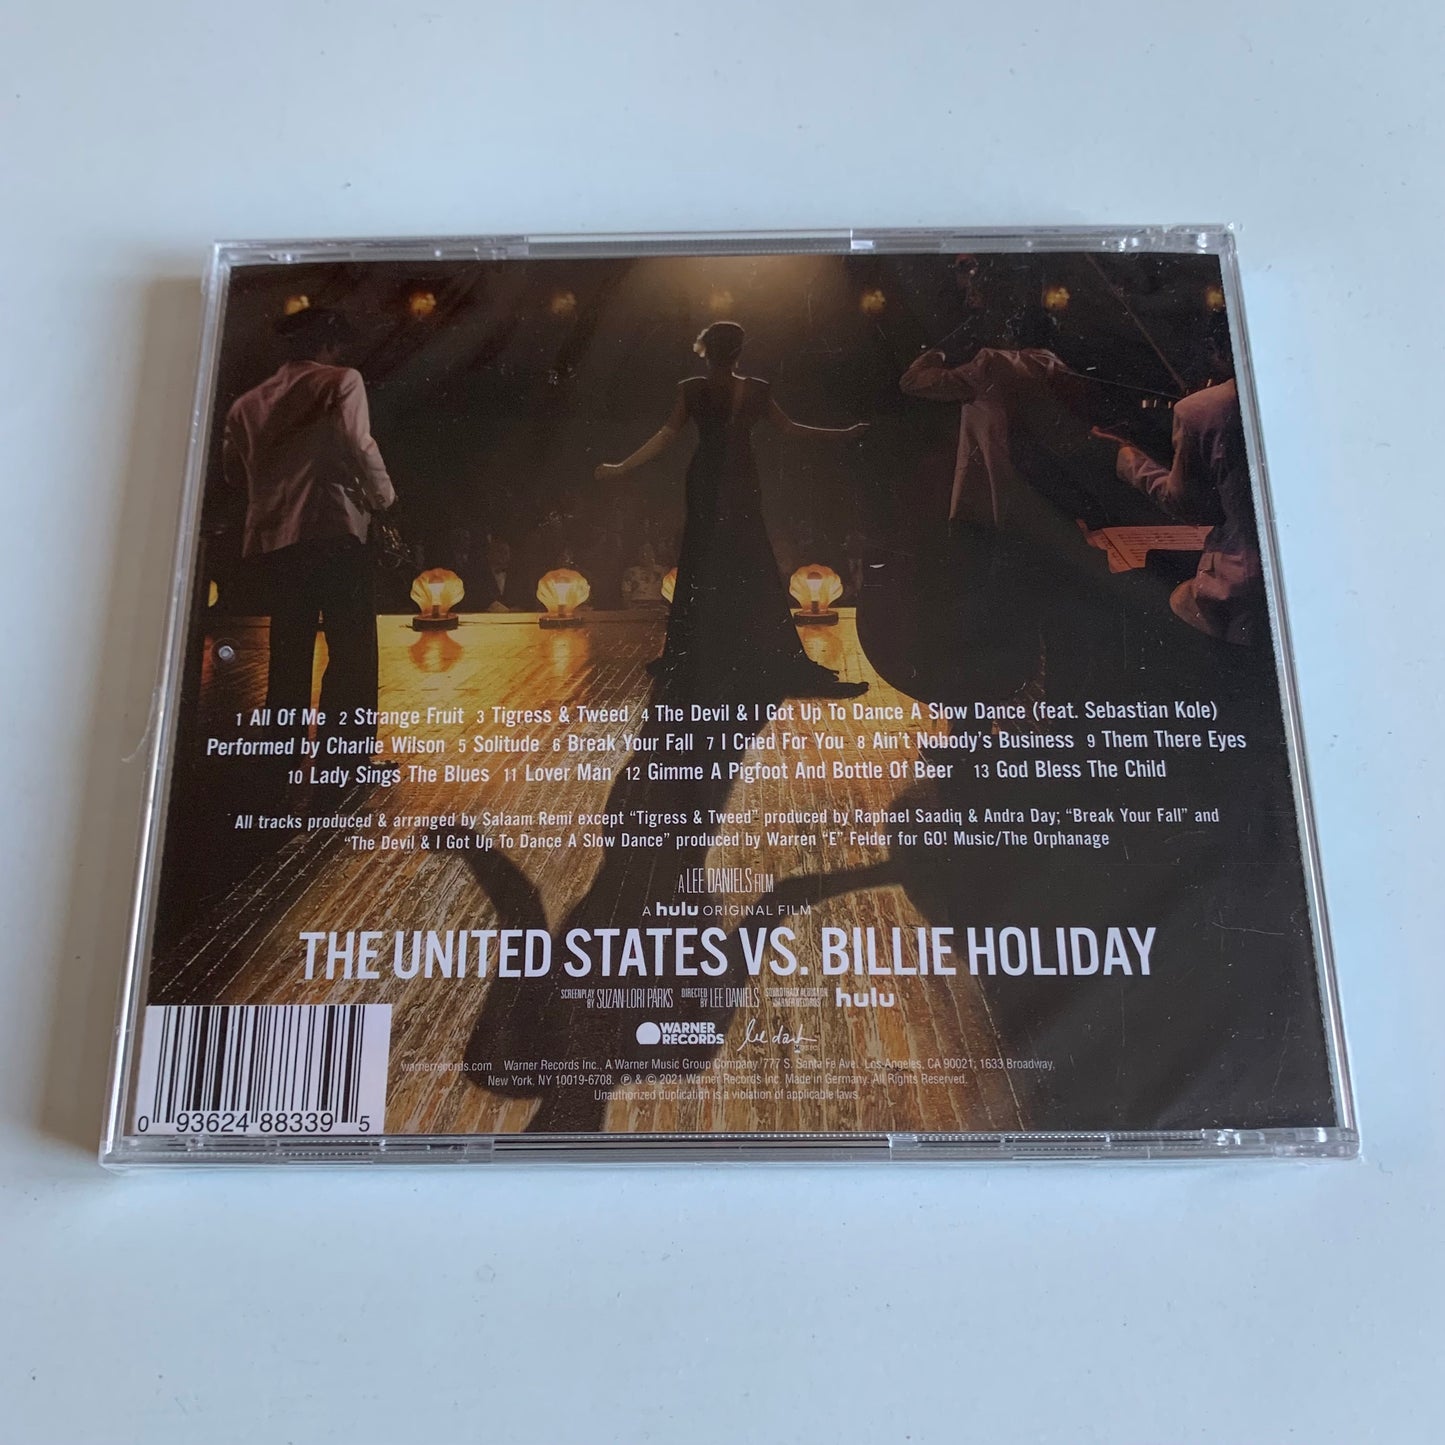 1 All Of Me 2 Strange Fruit 3 Tigress & Tweed 4 The Devil & I Got Up To Dance A Slow Dance (feat. Sebastian Kole)
Performed by Charlie Wilson 5 Solitude 6 Break Your Fall 7 I Cried For You 8 Ain't Nobody's Business 9 Them There Eyes
10 Lady Sings The Blues 11 Lover Man 12 Gimme A Pigfoot And Bottle Of Beer 13 God Bless The Child
All tracks produced & arranged by Salaam Remi except "Tigress & Tweed" produced by Raphael Saadiq & Andra Day; "Break Your Fall" and
"The Devil & I Got Up To Dance A Slow Dance" produced by Warren "E" Felder for GO! Music/The Orphanage
A LEE DANIELS FILM
A hulu ORIGINAL FILM
THE UNITED STATES VS. BILLIE HOLIDAY
SCREENPLAY BY SUZAN-LORI PARKS DIRECTED BY LEE DANIELS SOUNDTRACK ALBUM ON WARNER RECORDS hulu
WARNER RECORDS
warnerrecords.com Warner Records Inc., A Warner Music Group Company 777 S. Santa Fe Ave. Los Angeles, CA 90021; 1633 Broadway,
New York, NY 10019-6708. ℗ & © 2021 Warner Records Inc. Made in Germany. All Rights Reserved.
Unauthorized duplication is a violation of applicable laws.
0 93624 88339 5